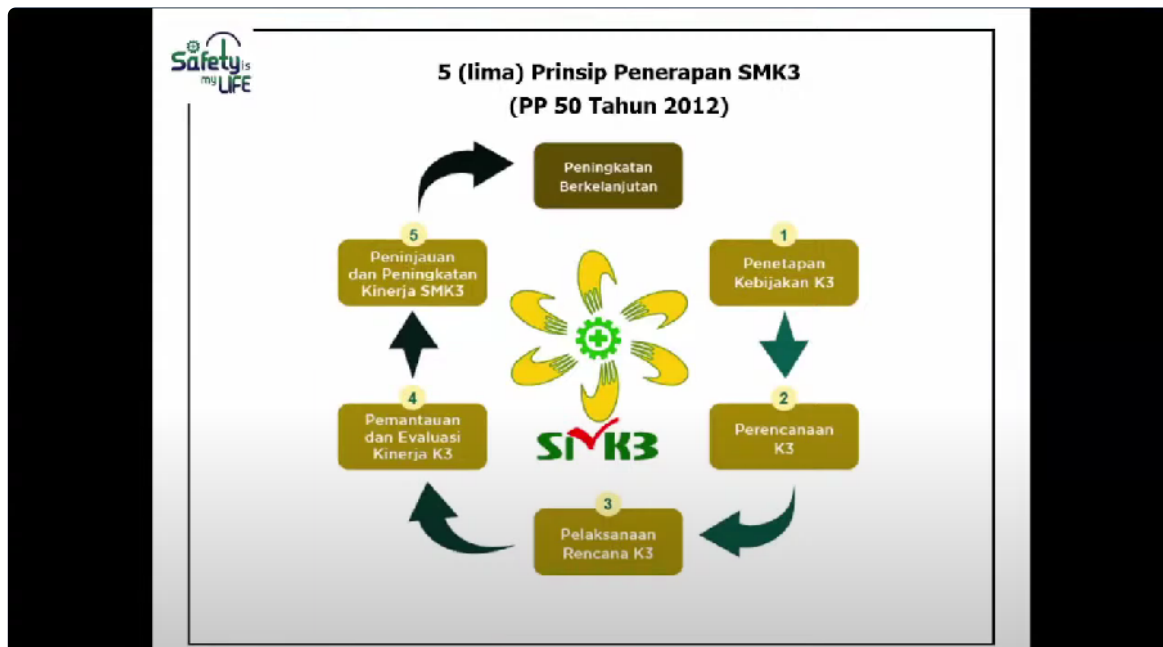 Safety is
my LIFE
5 (lima) Prinsip Penerapan SMK3
(PP 50 Tahun 2012)
Peningkatan
Berkelanjutan
1
Penetapan
Kebijakan K3
2
Perencanaan
K3
3
Pelaksanaan
Rencana K3
4
Pemantauan
dan Evaluasi
Kinerja K3
5
Peninjauan
dan Peningkatan
Kinerja SMK3
SMK3